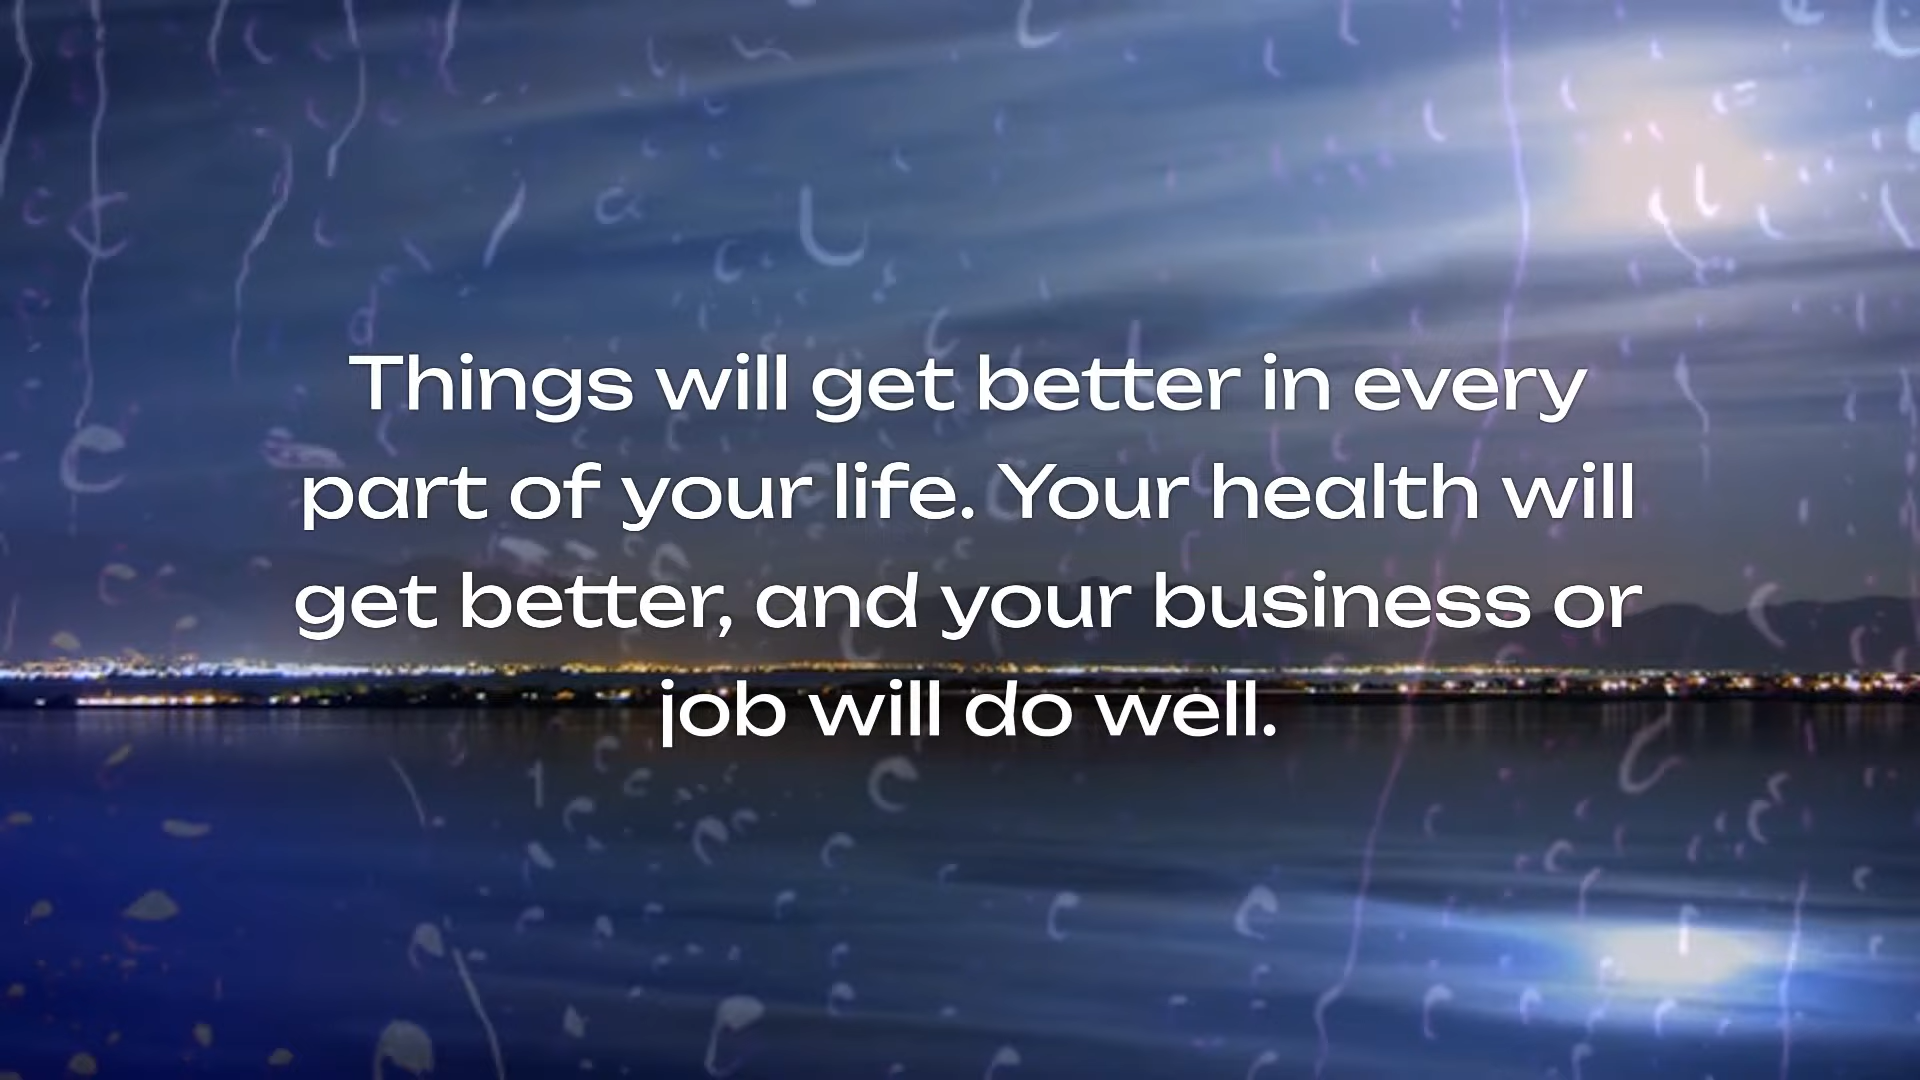 Things will get better in every
part of your life. Your health will
get better, and your business or
job will do well.